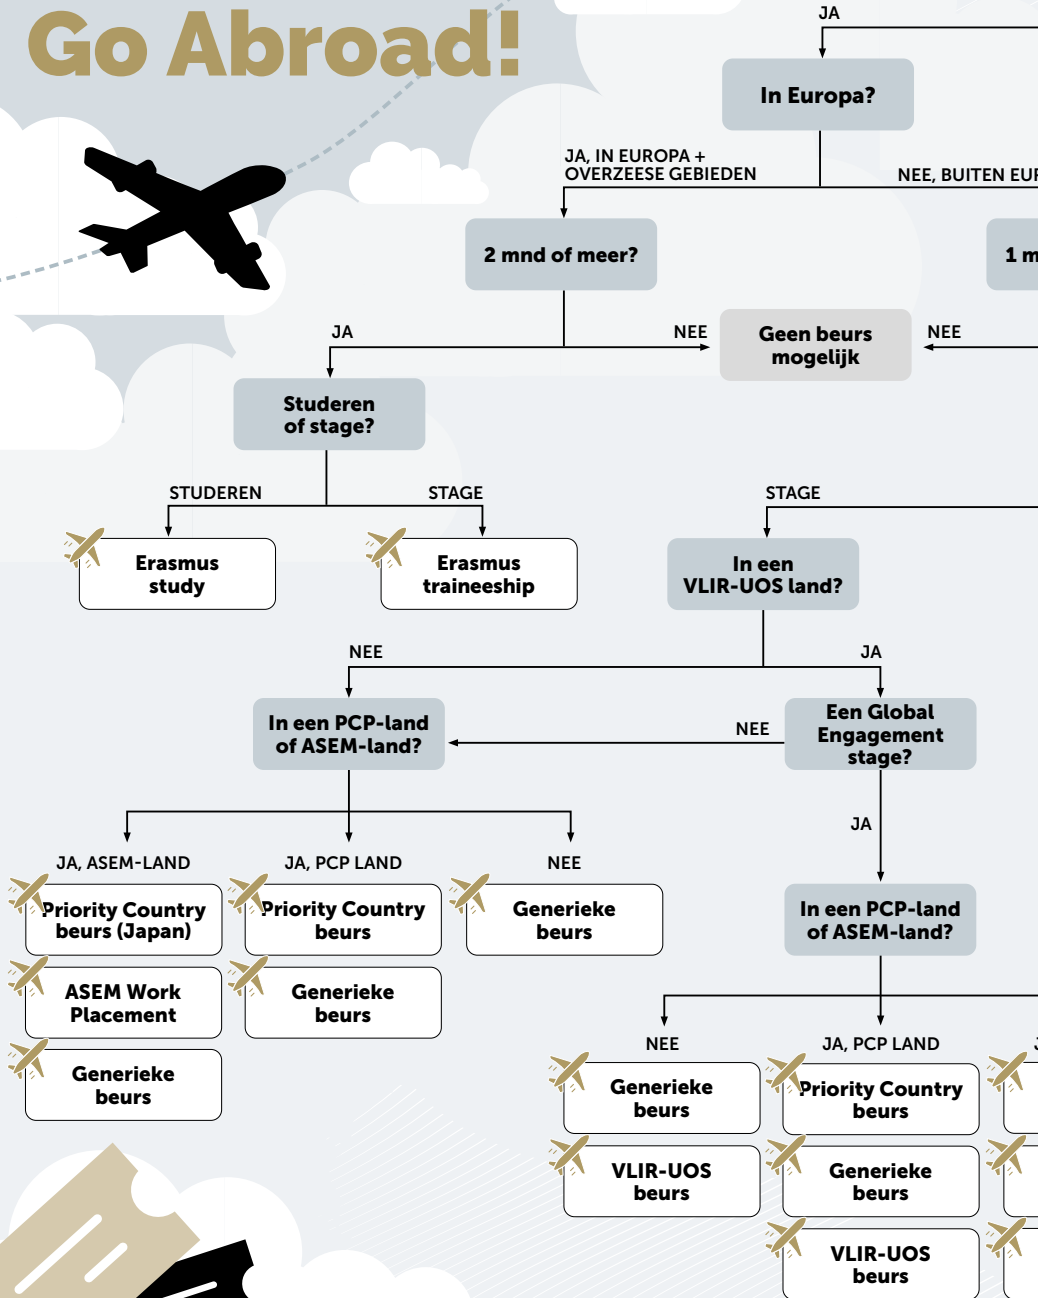 Go Abroad!
JA
In Europa?
JA, IN EUROPA +
OVERZEESE GEBIEDEN
NEE, BUITEN
2 mnd of meer?
1
JA
NEE
Geen beurs
mogelijk
NEE
Studeren
of stage?
STUDEREN
STAGE
STAGE
Erasmus
study
Erasmus
traineeship
In een
VLIR-UOS land?
NEE
JA
In een PCP-land
of ASEM-land?
NEE
Een Global
Engagement
stage?
JA
JA, ASEM-LAND
JA, PCP LAND
NEE
Priority Country
beurs (Japan)
Priority Country
beurs
Generieke
beurs
In een PCP-land
of ASEM-land?
ASEM Work
Placement
Generieke
beurs
Generieke
beurs
NEE
JA, PCP LAND
Generieke
beurs
Priority Country
beurs
VLIR-UOS
beurs
Generieke
beurs
VLIR-UOS
beurs